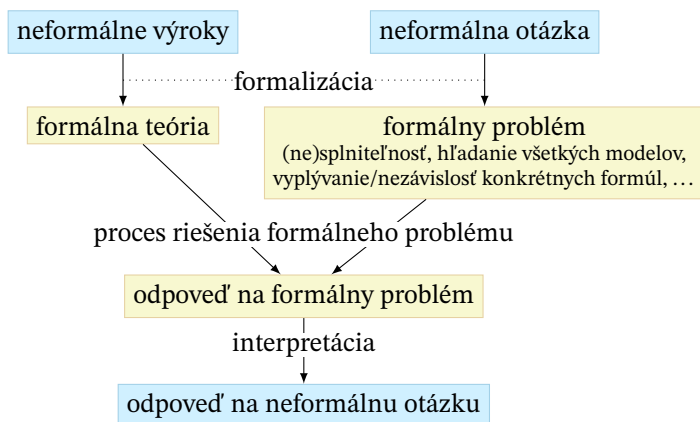 neformálne výroky
neformálna otázka
formalizácia
formálna teória
formálny problém
(ne)splniteľnosť, hľadanie všetkých modelov,
vyplývanie/nezávislosť konkrétnych formúl, …
proces riešenia formálneho problému
odpoveď na formálny problém
interpretácia
odpoveď na neformálnu otázku